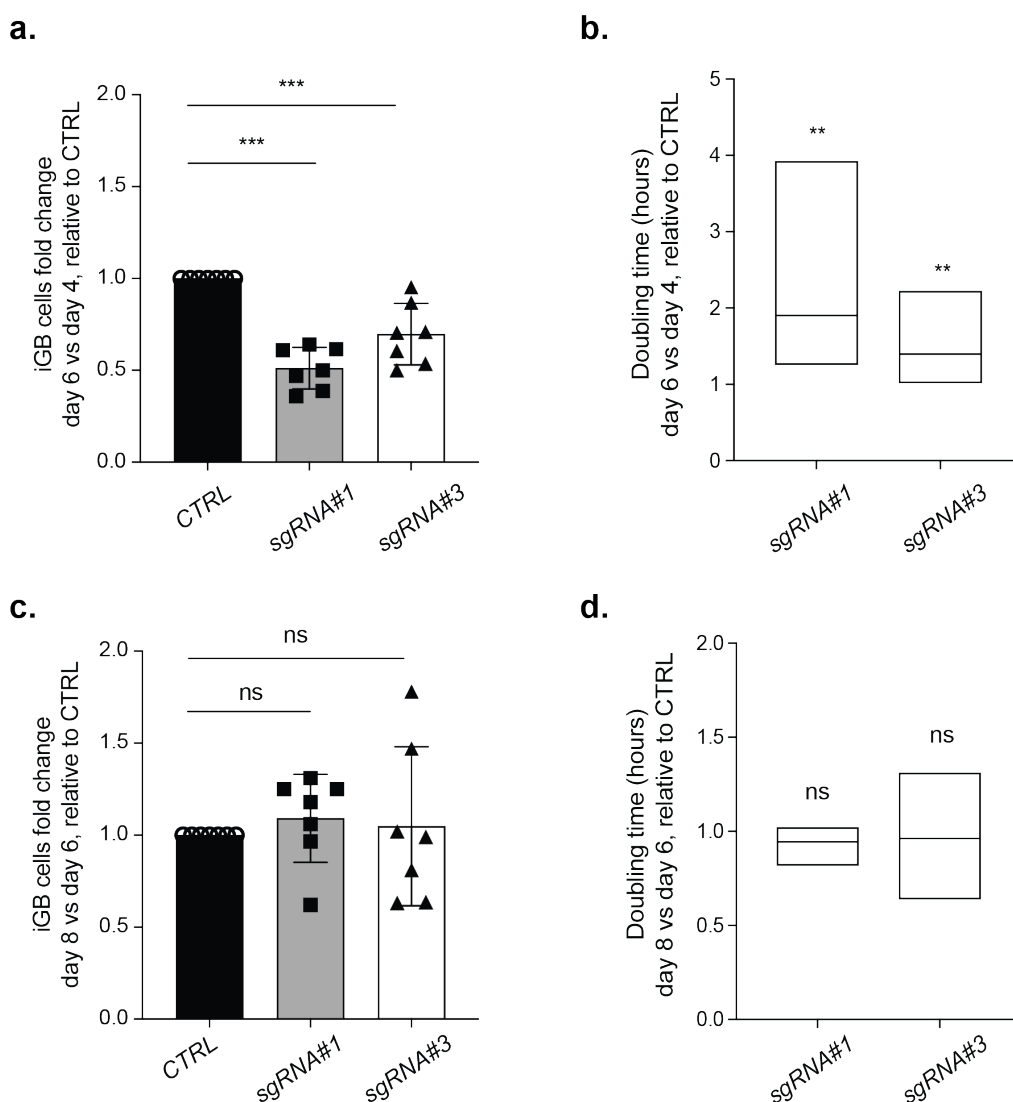 a.
iGB cells fold change
day 6 vs day 4, relative to CTRL
2.0
1.5
1.0
0.5
0.0
***
***
CTRL
sgRNA#1
sgRNA#3
b.
Doubling time (hours)
day 6 vs day 4, relative to CTRL
5
4
3
2
1
0
**
**
sgRNA#1
sgRNA#3
c.
iGB cells fold change
day 8 vs day 6, relative to CTRL
2.0
1.5
1.0
0.5
0.0
ns
ns
CTRL
sgRNA#1
sgRNA#3
d.
Doubling time (hours)
day 8 vs day 6, relative to CTRL
2.0
1.5
1.0
0.5
0.0
ns
ns
sgRNA#1
sgRNA#3